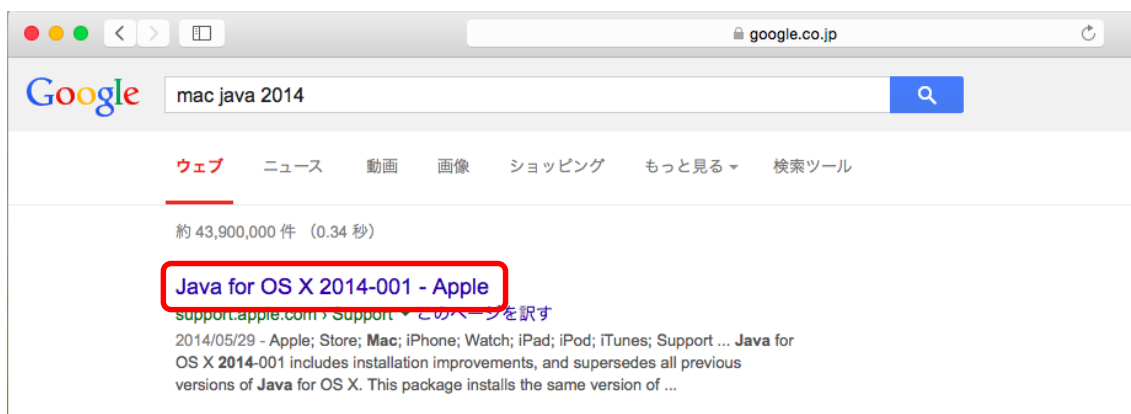 google.co.jp
Google mac java 2014
ウェブ ニュース 動画 画像 ショッピング もっと見る 検索ツール
約 43,900,000 件 （0.34 秒）
Java for OS X 2014-001 - Apple
support.apple.com › Support このページを訳す
2014/05/29 - Apple; Store; Mac; iPhone; Watch; iPad; iPod; iTunes; Support ... Java for
OS X 2014-001 includes installation improvements, and supersedes all previous
versions of Java for OS X. This package installs the same version of ...